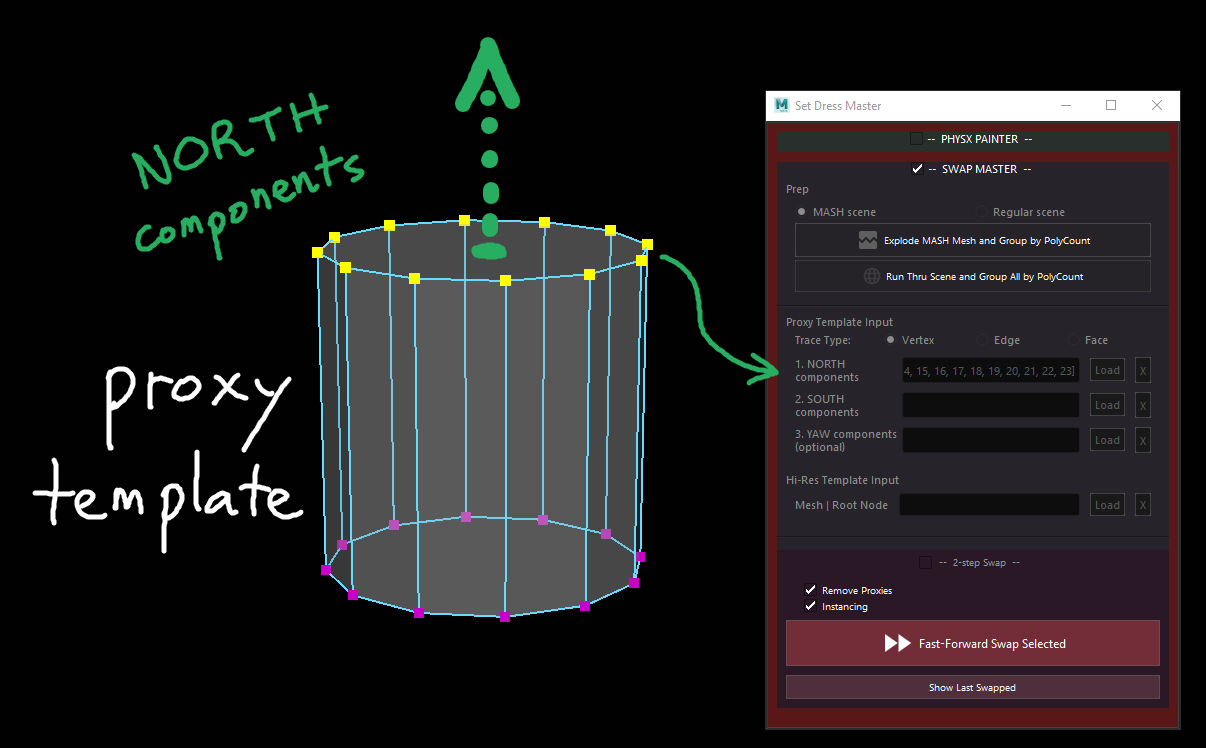 NORTH
components
proxy
template
Set Dress Master
-- PHYSX PAINTER --
-- SWAP MASTER --
Prep
MASH scene Regular scene
Explode MASH Mesh and Group by PolyCount
Run Thru Scene and Group All by PolyCount
Proxy Template Input
Trace Type: Vertex Edge Face
1. NORTH
components
4, 15, 16, 17, 18, 19, 20, 21, 22, 23] Load X
2. SOUTH
components
Load X
3. YAW components
(optional)
Load X
Hi-Res Template Input
Mesh | Root Node Load X
-- 2-step Swap --
Remove Proxies
Instancing
Fast-Forward Swap Selected
Show Last Swapped